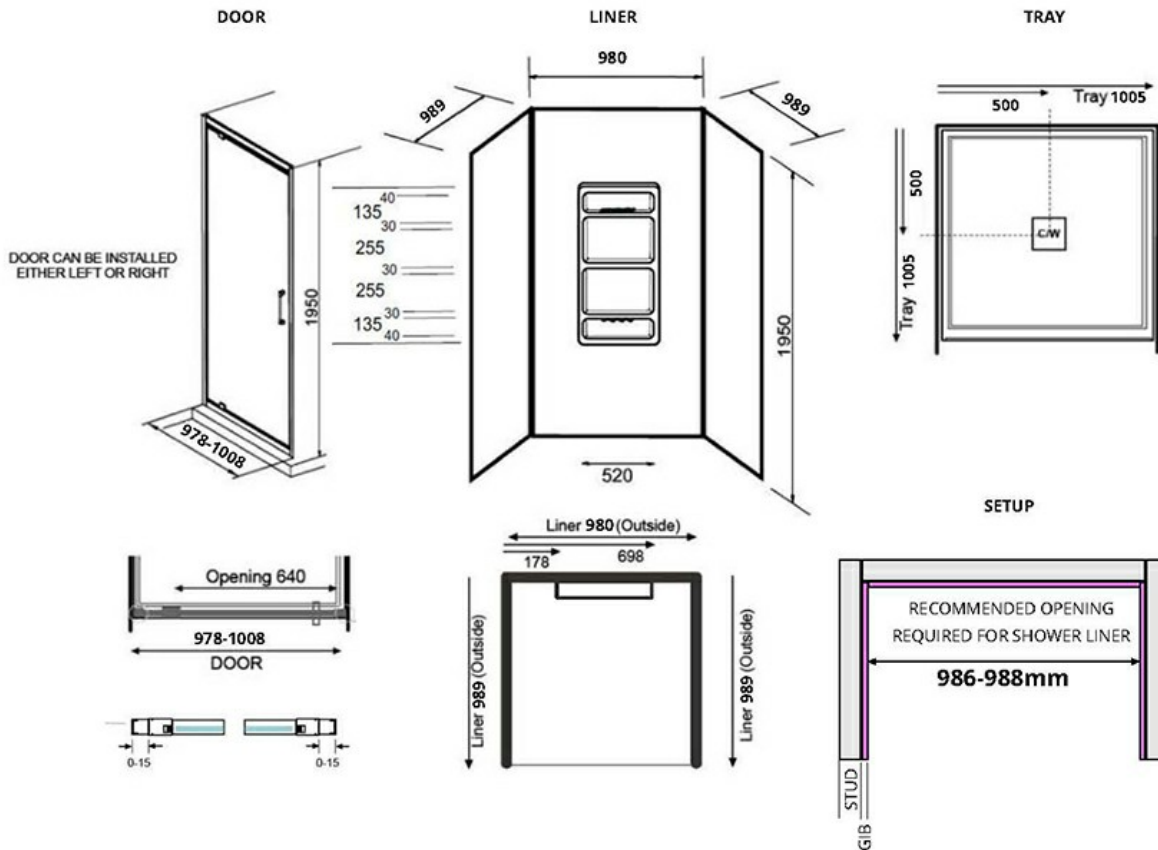 DOOR
LINER
TRAY
DOOR CAN BE INSTALLED
EITHER LEFT OR RIGHT
1950
978-1008
40
135
30
255
30
255
30
135
40
980
989
989
1950
520
500
Tray 1005
500
Tray 1005
C/W
Opening 640
978-1008
DOOR
0-15
0-15
Liner 980 (Outside)
178
698
Liner 989 (Outside)
Liner 989 (Outside)
SETUP
RECOMMENDED OPENING
REQUIRED FOR SHOWER LINER
986-988mm
STUD
GIB